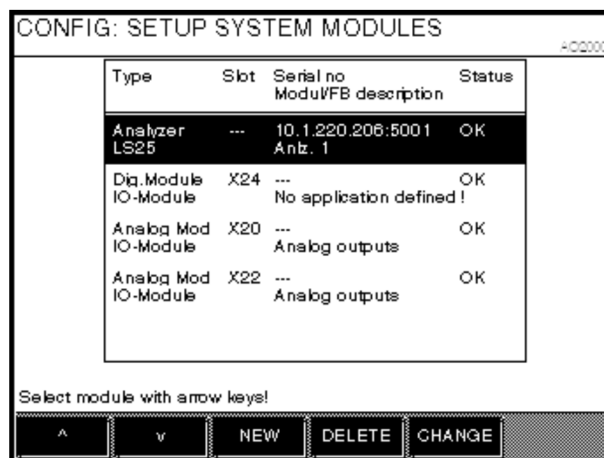 CONFIG: SETUP SYSTEM MODULES
AO2000
Type Slot Serial no Status
Modul/FB description
Analyzer --- 10.1.220.206:5001 OK
LS25 Anlz. 1
Dig.Module X24 --- OK
IO-Module No application defined !
Analog Mod X20 --- OK
IO-Module Analog outputs
Analog Mod X22 --- OK
IO-Module Analog outputs
Select module with arrow keys!
^ v NEW DELETE CHANGE